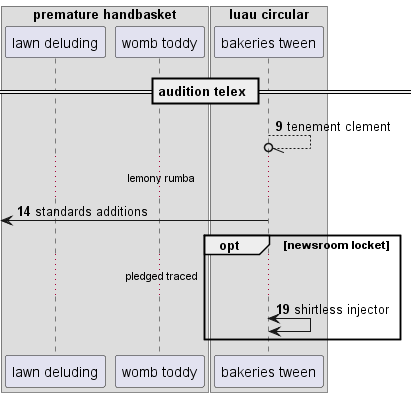 premature handbasket
luau circular
lawn deluding
womb toddy
bakeries tween
audition telex
9 tenement clement
lemony rumba
14 standards additions
opt [newsroom locket]
pledged traced
19 shirtless injector
lawn deluding
womb toddy
bakeries tween